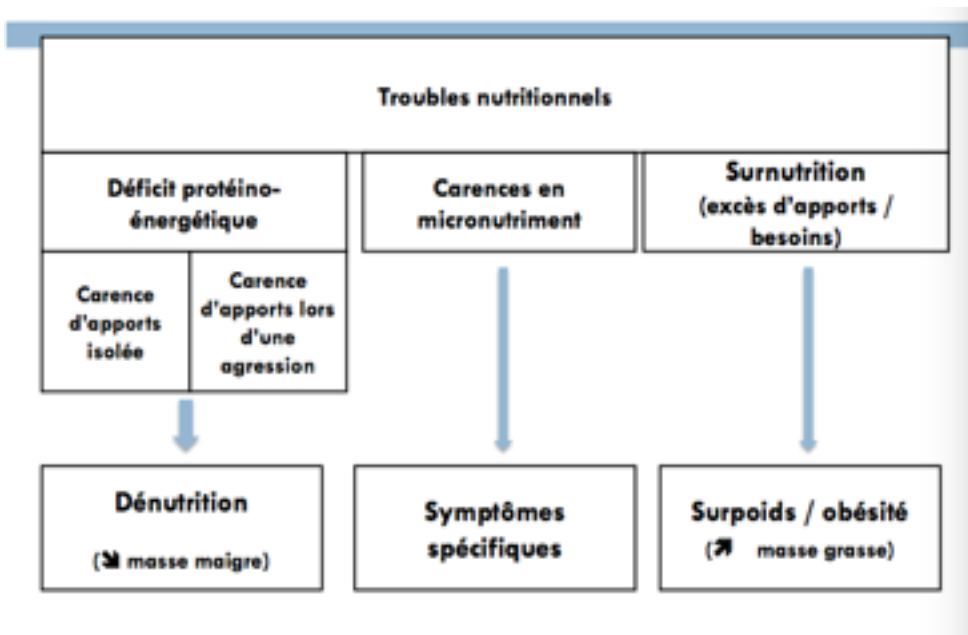 Troubles nutritionnels
Déficit protéino-
énergétique
Carences en
micronutriment
Surnutrition
(excès d'apports /
besoins)
Carence
d'apports
isolée
Carence
d'apports lors
d'une
agression
Dénutrition
(↘ masse maigre)
Symptômes
spécifiques
Surpoids / obésité
(↗ masse grasse)